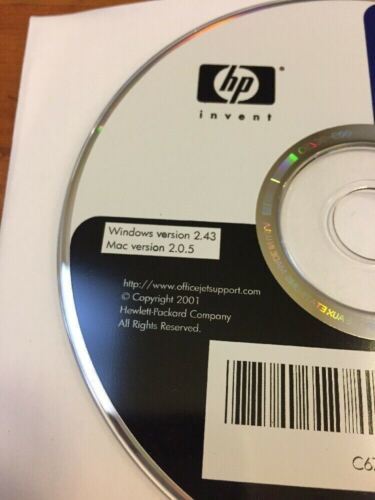 hp
invent
Windows version 2.43
Mac version 2.0.5
http://www.officejetsupport.com
© Copyright 2001
Hewlett-Packard Company
All Rights Reserved.
C67